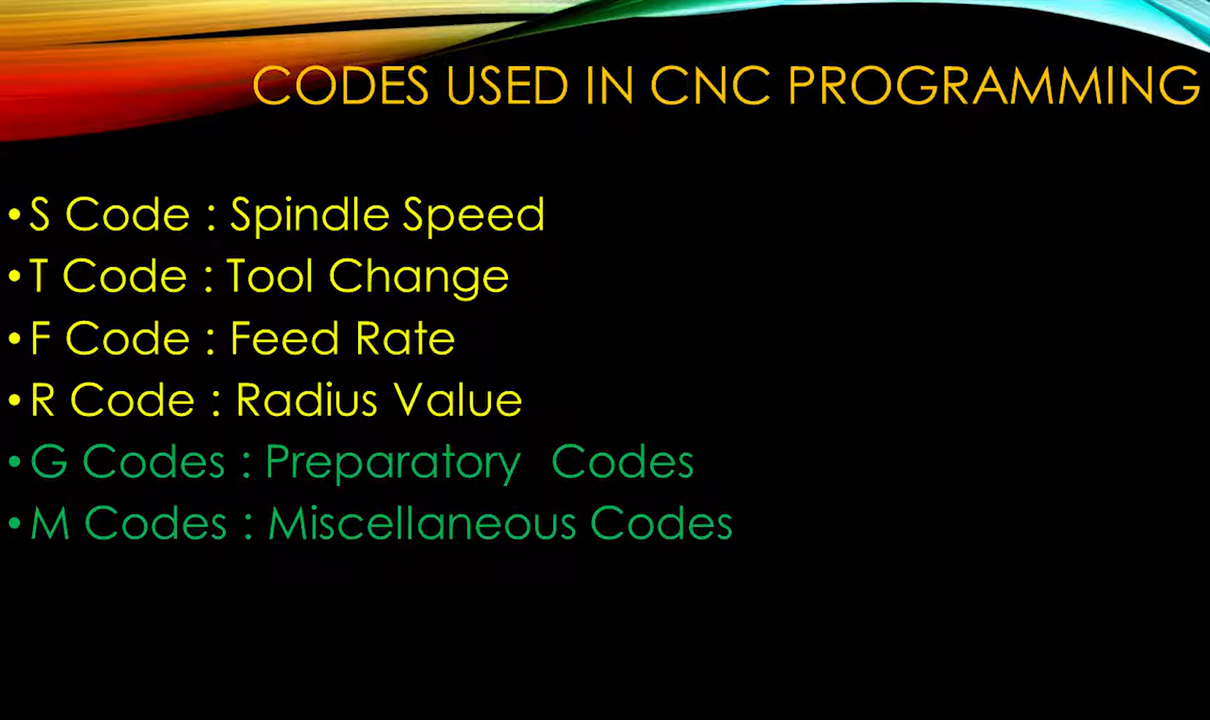 CODES USED IN CNC PROGRAMMING
• S Code : Spindle Speed
• T Code : Tool Change
• F Code : Feed Rate
• R Code : Radius Value
• G Codes : Preparatory Codes
• M Codes : Miscellaneous Codes